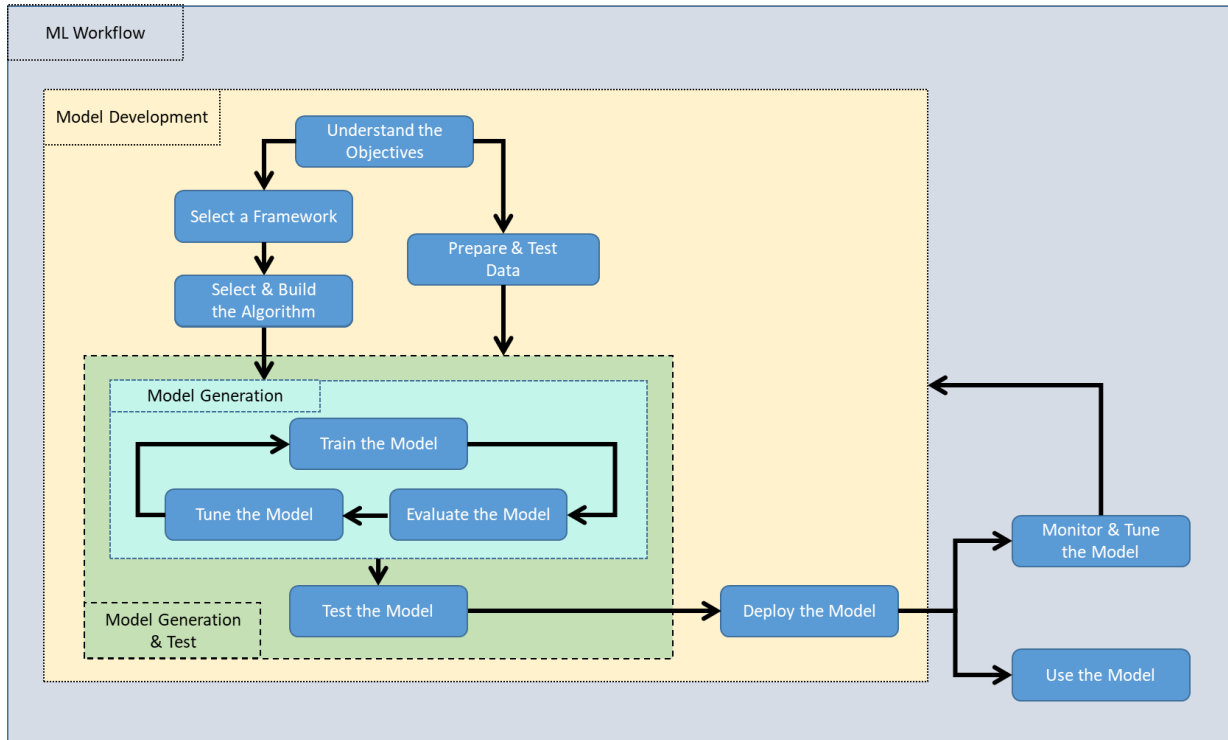 ML Workflow
Model Development
Understand the
Objectives
Select a Framework
Prepare & Test
Data
Select & Build
the Algorithm
Model Generation
Train the Model
Tune the Model
Evaluate the Model
Monitor & Tune
the Model
Test the Model
Deploy the Model
Model Generation
& Test
Use the Model